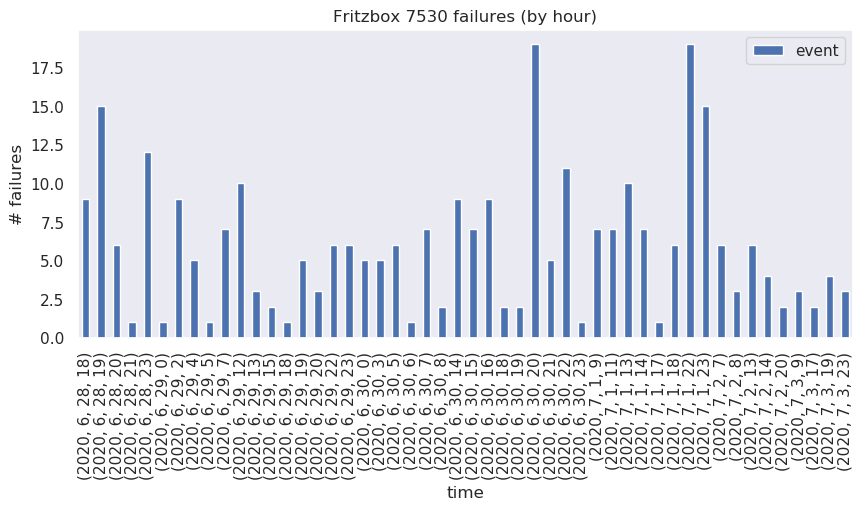 Fritzbox 7530 failures (by hour)
event
# failures
17.5
15.0
12.5
10.0
7.5
5.0
2.5
0.0
(2020, 6, 28, 18)
(2020, 6, 28, 19)
(2020, 6, 28, 20)
(2020, 6, 28, 21)
(2020, 6, 28, 23)
(2020, 6, 29, 0)
(2020, 6, 29, 2)
(2020, 6, 29, 4)
(2020, 6, 29, 5)
(2020, 6, 29, 7)
(2020, 6, 29, 12)
(2020, 6, 29, 13)
(2020, 6, 29, 15)
(2020, 6, 29, 18)
(2020, 6, 29, 19)
(2020, 6, 29, 20)
(2020, 6, 29, 22)
(2020, 6, 29, 23)
(2020, 6, 30, 0)
(2020, 6, 30, 3)
(2020, 6, 30, 5)
(2020, 6, 30, 6)
(2020, 6, 30, 7)
(2020, 6, 30, 8)
(2020, 6, 30, 14)
(2020, 6, 30, 15)
(2020, 6, 30, 16)
(2020, 6, 30, 18)
(2020, 6, 30, 19)
(2020, 6, 30, 20)
(2020, 6, 30, 21)
(2020, 6, 30, 22)
(2020, 6, 30, 23)
(2020, 7, 1, 9)
(2020, 7, 1, 11)
(2020, 7, 1, 13)
(2020, 7, 1, 14)
(2020, 7, 1, 17)
(2020, 7, 1, 18)
(2020, 7, 1, 22)
(2020, 7, 1, 23)
(2020, 7, 2, 7)
(2020, 7, 2, 8)
(2020, 7, 2, 13)
(2020, 7, 2, 14)
(2020, 7, 2, 20)
(2020, 7, 3, 9)
(2020, 7, 3, 17)
(2020, 7, 3, 19)
(2020, 7, 3, 23)
time